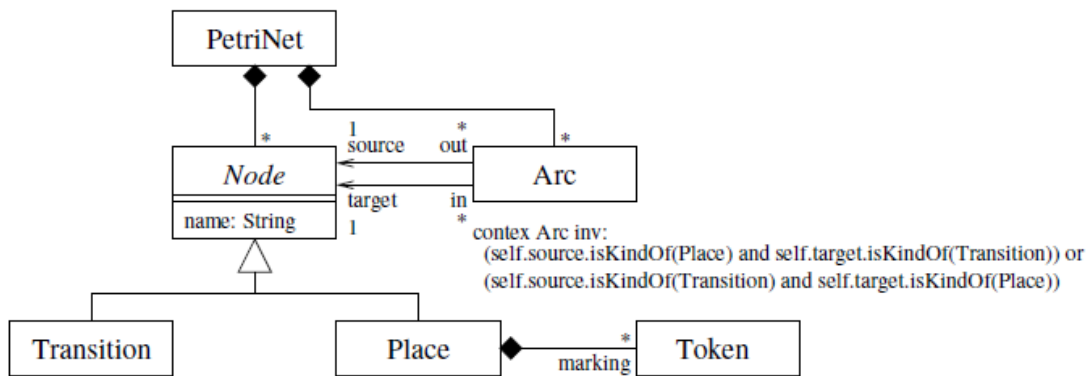 PetriNet
*
1
*
*
source
out
Node
Arc
target
in
name: String
1
*
contex Arc inv:
(self.source.isKindOf(Place) and self.target.isKindOf(Transition)) or
(self.source.isKindOf(Transition) and self.target.isKindOf(Place))
Transition
Place
*
marking
Token